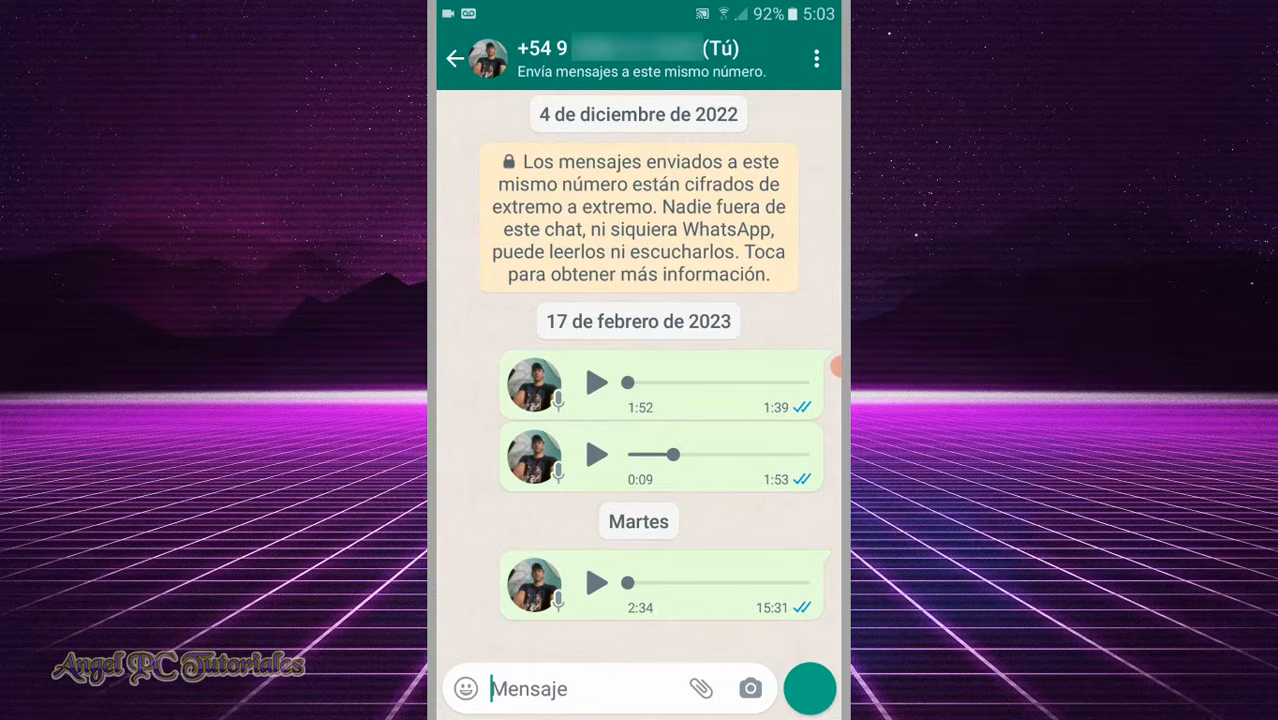 92% 5:03
+54 9 (Tú)
Envía mensajes a este mismo número.
4 de diciembre de 2022
Los mensajes enviados a este
mismo número están cifrados de
extremo a extremo. Nadie fuera de
este chat, ni siquiera WhatsApp,
puede leerlos ni escucharlos. Toca
para obtener más información.
17 de febrero de 2023
1:52 1:39
0:09 1:53
Martes
2:34 15:31
Mensaje
Angel PC Tutoriales